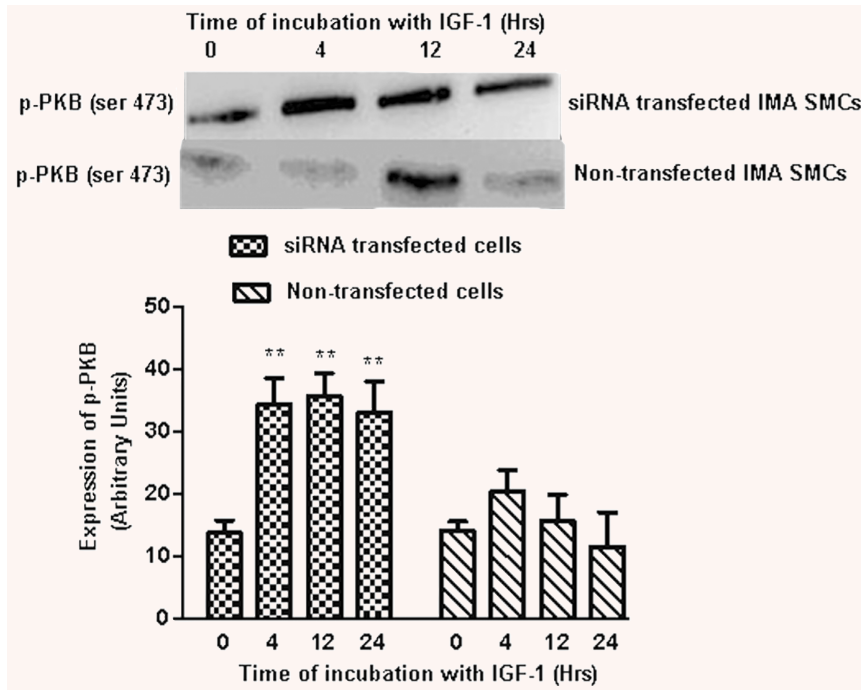 Time of incubation with IGF-1 (Hrs)
0 4 12 24
p-PKB (ser 473) siRNA transfected IMA SMCs
p-PKB (ser 473) Non-transfected IMA SMCs
siRNA transfected cells
Non-transfected cells
Expression of p-PKB
(Arbitrary Units)
50
40
30
20
10
0
** ** **
0 4 12 24 0 4 12 24
Time of incubation with IGF-1 (Hrs)